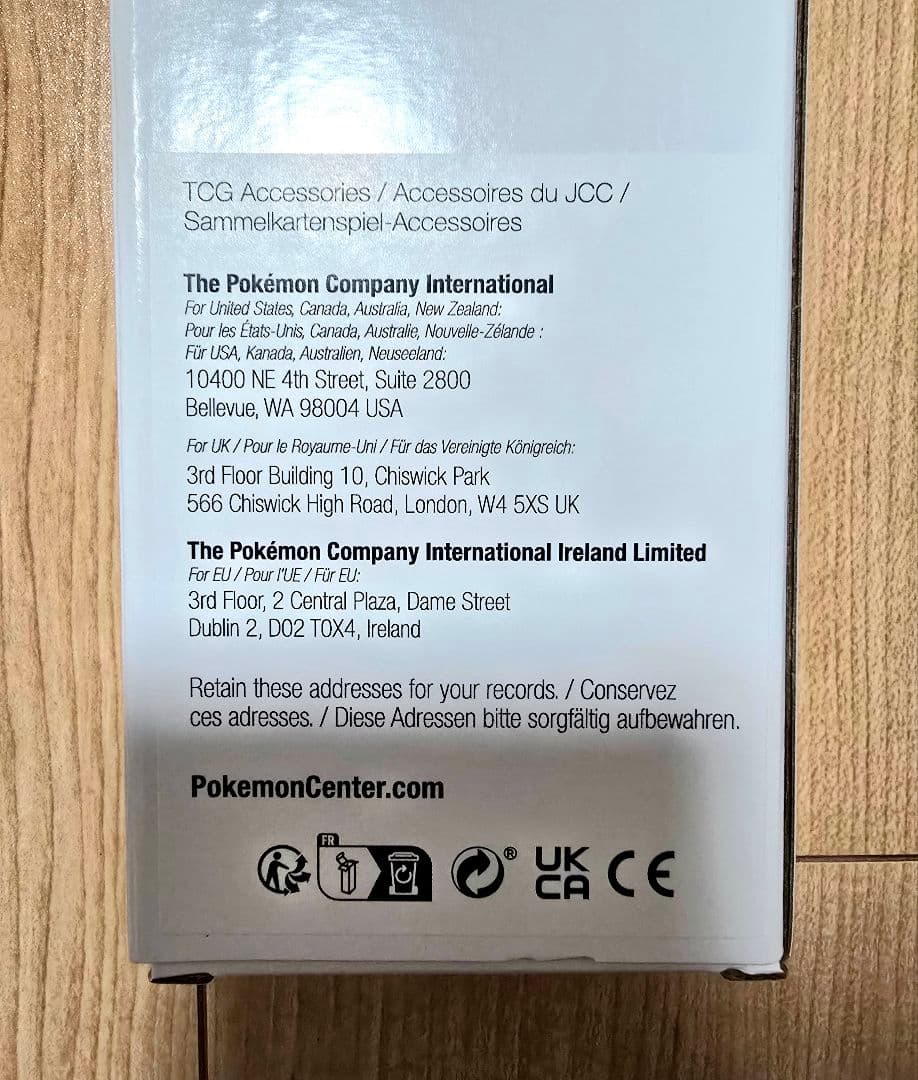 TCG Accessories / Accessoires du JCC /
Sammelkartenspiel-Accessoires
The Pokémon Company International
For United States, Canada, Australia, New Zealand:
Pour les États-Unis, Canada, Australie, Nouvelle-Zélande :
Für USA, Kanada, Australien, Neuseeland:
10400 NE 4th Street, Suite 2800
Bellevue, WA 98004 USA
For UK / Pour le Royaume-Uni / Für das Vereinigte Königreich:
3rd Floor Building 10, Chiswick Park
566 Chiswick High Road, London, W4 5XS UK
The Pokémon Company International Ireland Limited
For EU / Pour l'UE / Für EU:
3rd Floor, 2 Central Plaza, Dame Street
Dublin 2, D02 T0X4, Ireland
Retain these addresses for your records. / Conservez
ces adresses. / Diese Adressen bitte sorgfältig aufbewahren.
PokemonCenter.com
FR
®
UK
CA
CE